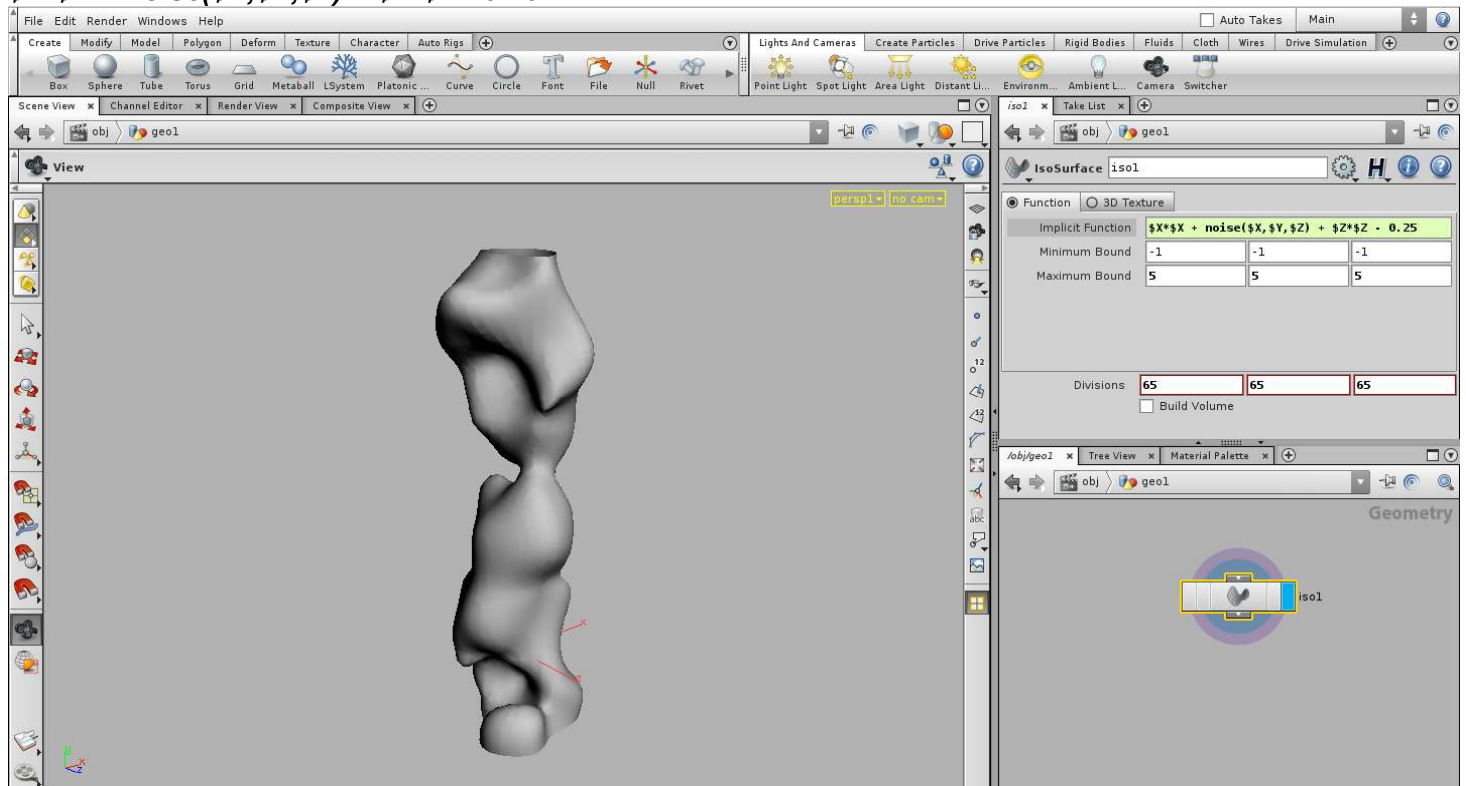 File Edit Render Windows Help
Auto Takes Main
Create Modify Model Polygon Deform Texture Character Auto Rigs
Lights And Cameras Create Particles Drive Particles Rigid Bodies Fluids Cloth Wires Drive Simulation
Box Sphere Tube Torus Grid Metaball LSystem Platonic ... Curve Circle Font File Null Rivet
Point Light Spot Light Area Light Distant Li... Environm... Ambient L... Camera Switcher
Scene View Channel Editor Render View Composite View
iso1 Take List
obj geo1
obj geo1
View
IsoSurface iso1
persp1 no cam
Function 3D Texture
Implicit Function $X*$X + noise($X,$Y,$Z) + $Z*$Z - 0.25
Minimum Bound -1 -1 -1
Maximum Bound 5 5 5
12
Divisions 65 65 65
Build Volume
12
/obj/geo1 Tree View Material Palette
obj geo1
abc
Geometry
iso1
x
z
y
x
z